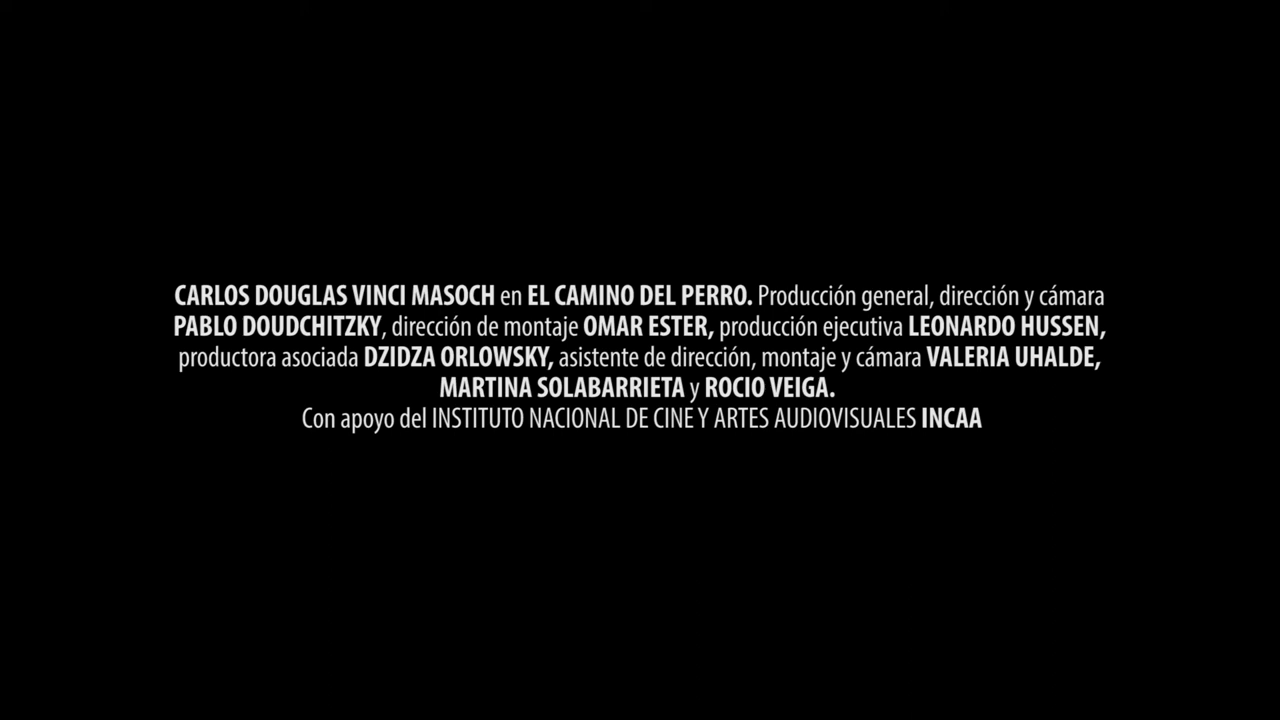 CARLOS DOUGLAS VINCI MASOCH en EL CAMINO DEL PERRO. Producción general, dirección y cámara
PABLO DOUDCHITZKY, dirección de montaje OMAR ESTER, producción ejecutiva LEONARDO HUSSEN,
productora asociada DZIDZA ORLOWSKY, asistente de dirección, montaje y cámara VALERIA UHALDE,
MARTINA SOLABARRIETA y ROCIO VEIGA.
Con apoyo del INSTITUTO NACIONAL DE CINE Y ARTES AUDIOVISUALES INCAA